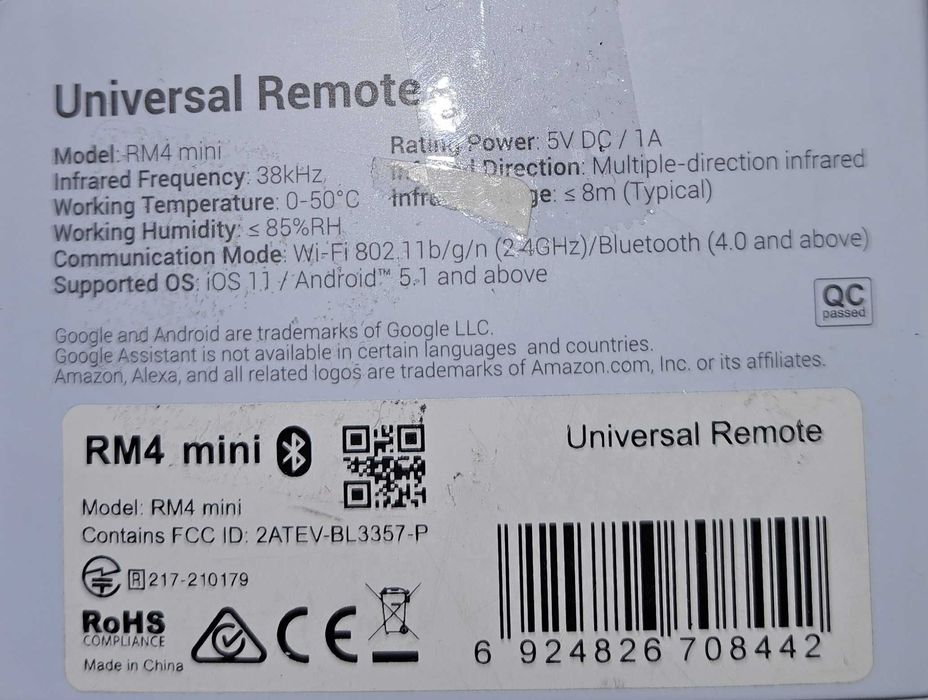 Universal Remote
Model: RM4 mini
Infrared Frequency: 38kHz
Working Temperature: 0-50°C
Working Humidity: ≤ 85%RH
Rating Power: 5V DC / 1A
Direction: Multiple-direction infrared
≤ 8m (Typical)
Communication Mode: Wi-Fi 802.11b/g/n (2.4GHz)/Bluetooth (4.0 and above)
Supported OS: iOS 11 / Android™ 5.1 and above
QC
passed
Google and Android are trademarks of Google LLC.
Google Assistant is not available in certain languages and countries.
Amazon, Alexa, and all related logos are trademarks of Amazon.com, Inc. or its affiliates.
RM4 mini
Universal Remote
Model: RM4 mini
Contains FCC ID: 2ATEV-BL3357-P
R 217-210179
RoHS
COMPLIANCE
CE
Made in China
6 924826 708442